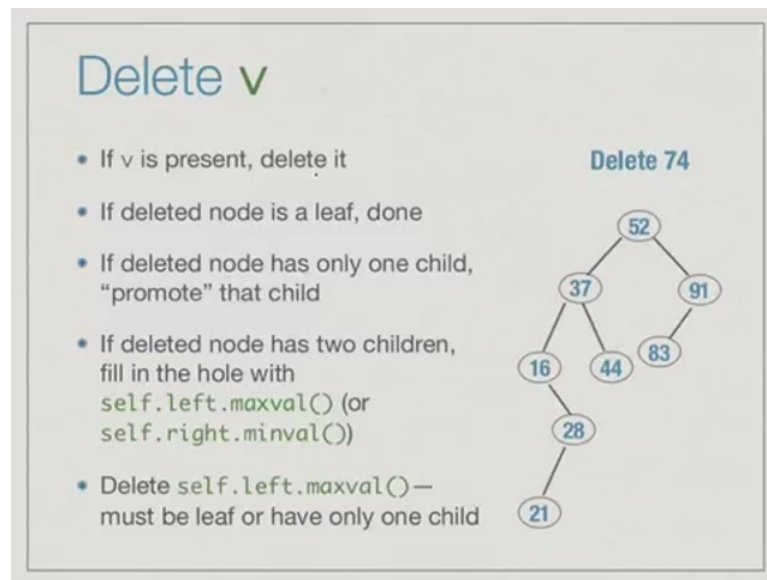 Delete v
• If v is present, delete it
• If deleted node is a leaf, done
• If deleted node has only one child,
“promote” that child
• If deleted node has two children,
fill in the hole with
self.left.maxval() (or
self.right.minval())
• Delete self.left.maxval()—
must be leaf or have only one child
Delete 74
52
37 91
16 44 83
28
21